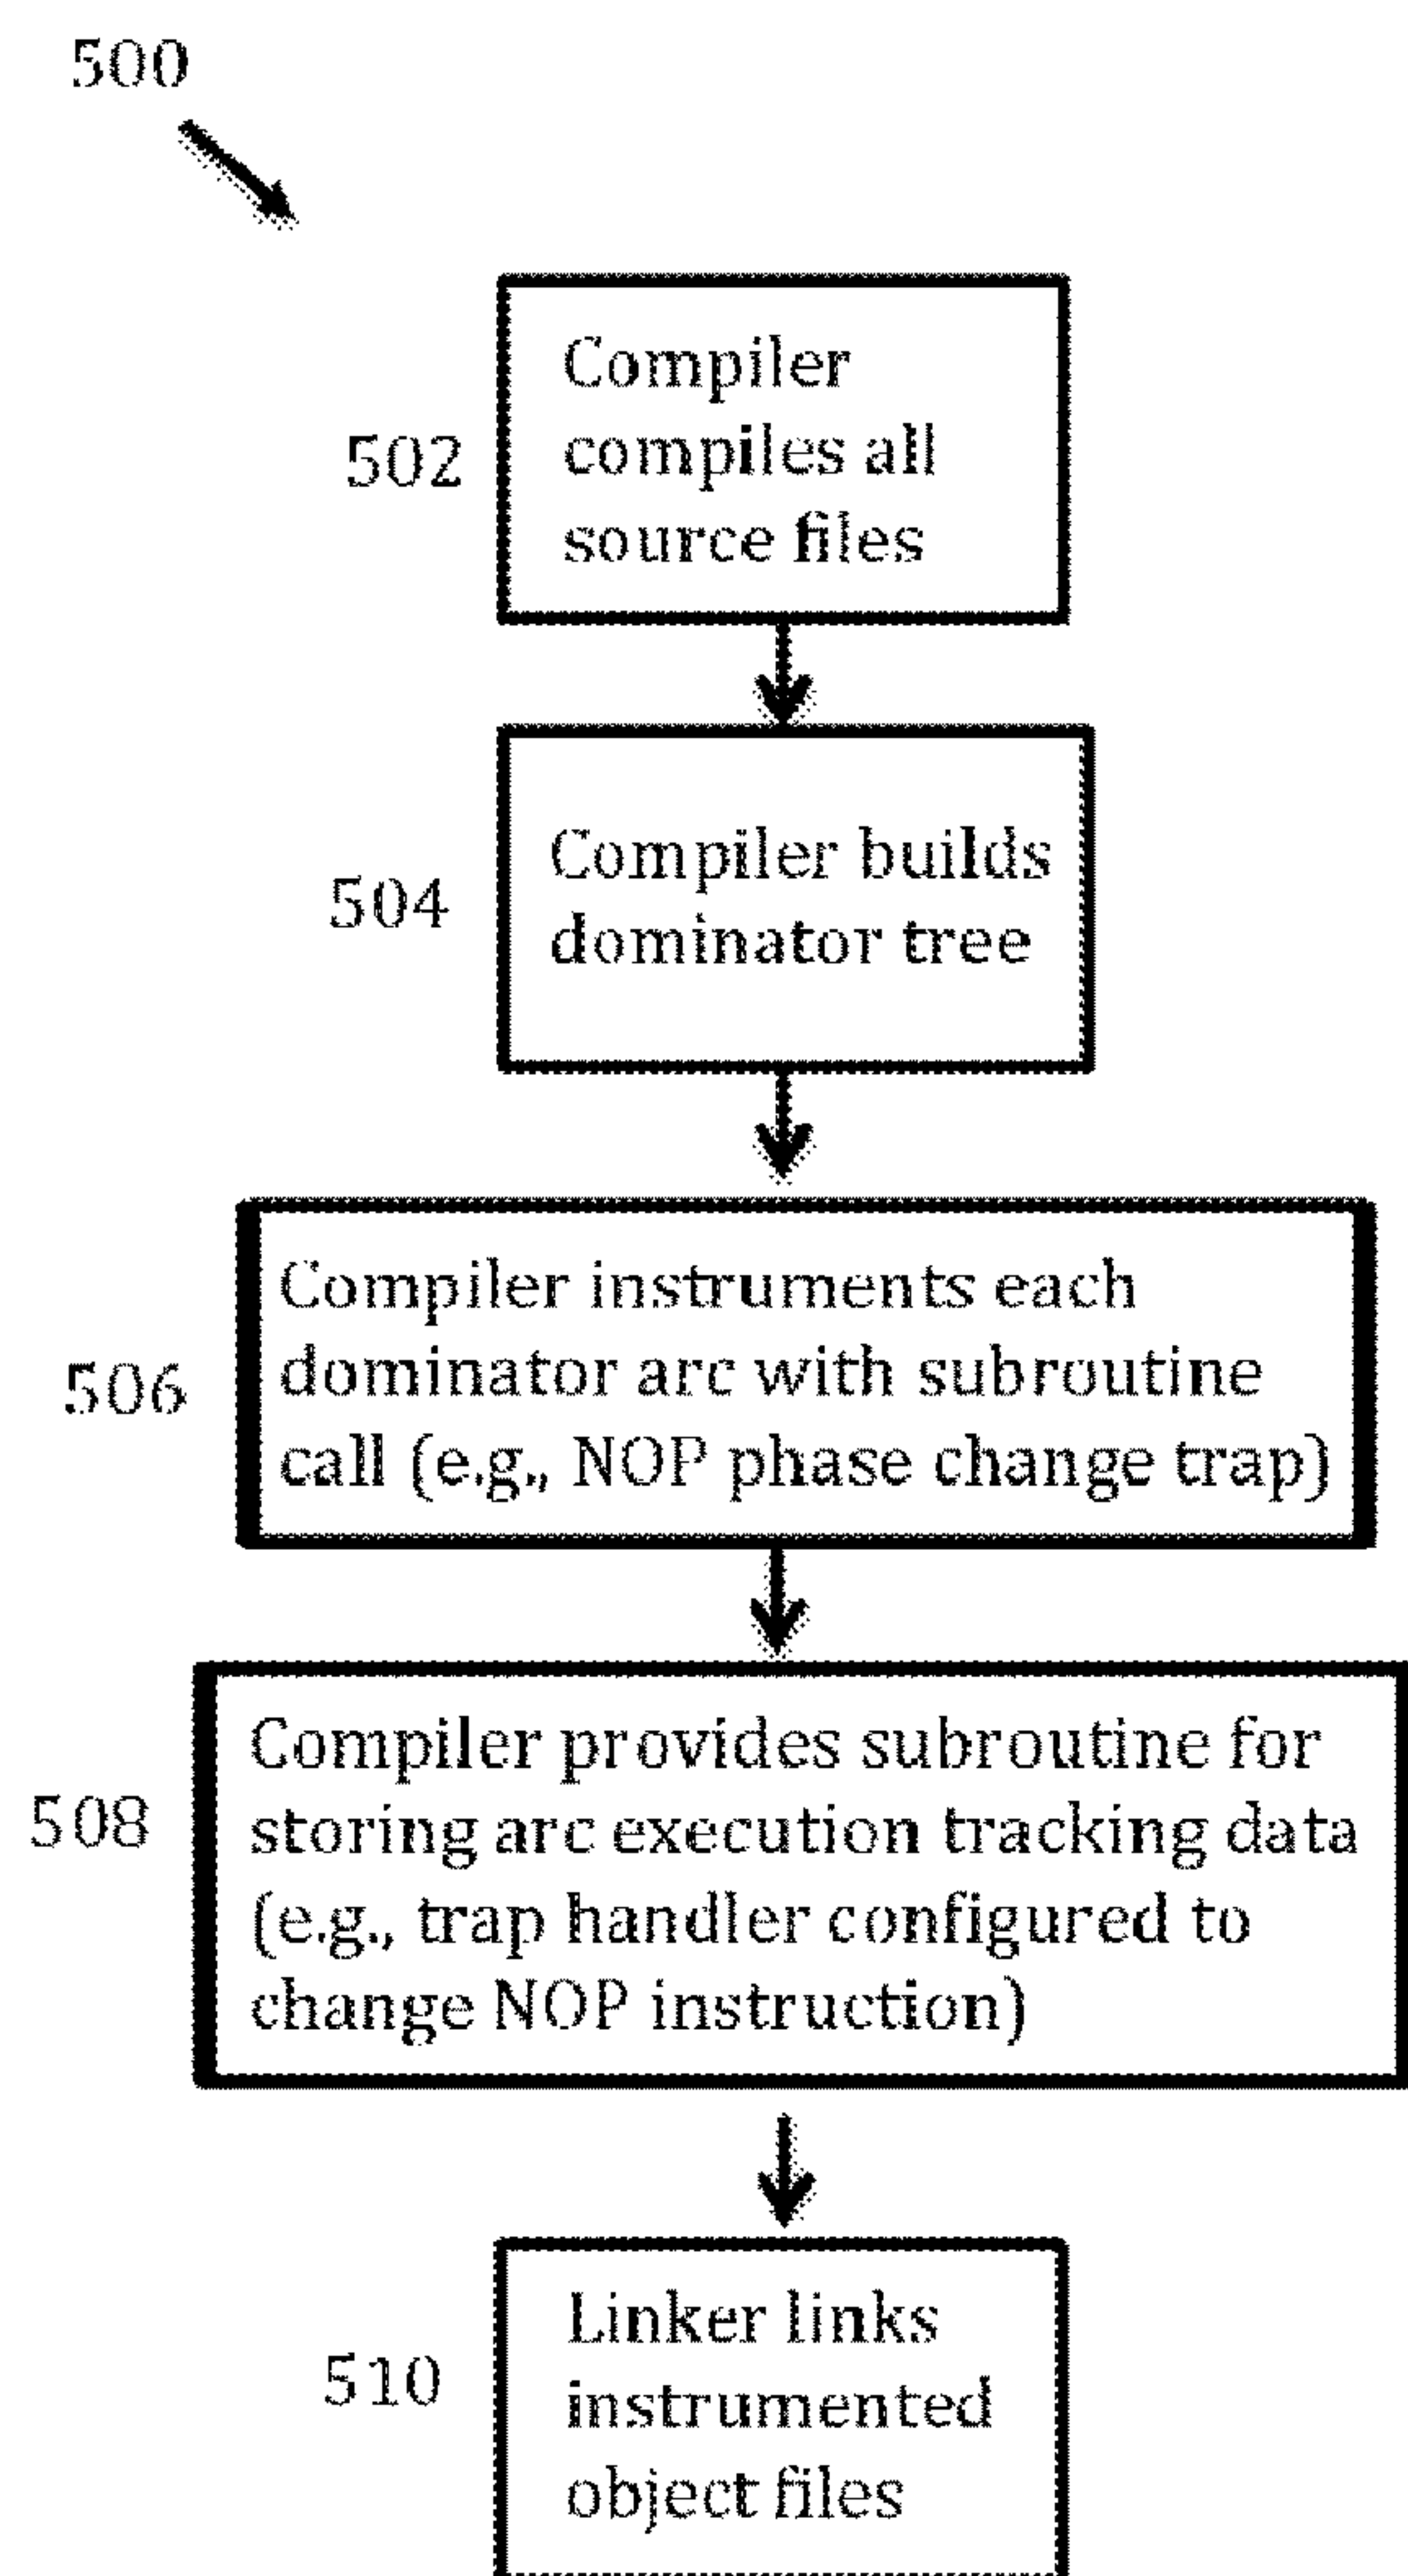 500
502
Compiler
compiles all
source files
504
Compiler builds
dominator tree
506
Compiler instruments each
dominator arc with subroutine
call (e.g., NOP phase change trap)
508
Compiler provides subroutine for
storing arc execution tracking data
(e.g., trap handler configured to
change NOP instruction)
510
Linker links
instrumented
object files